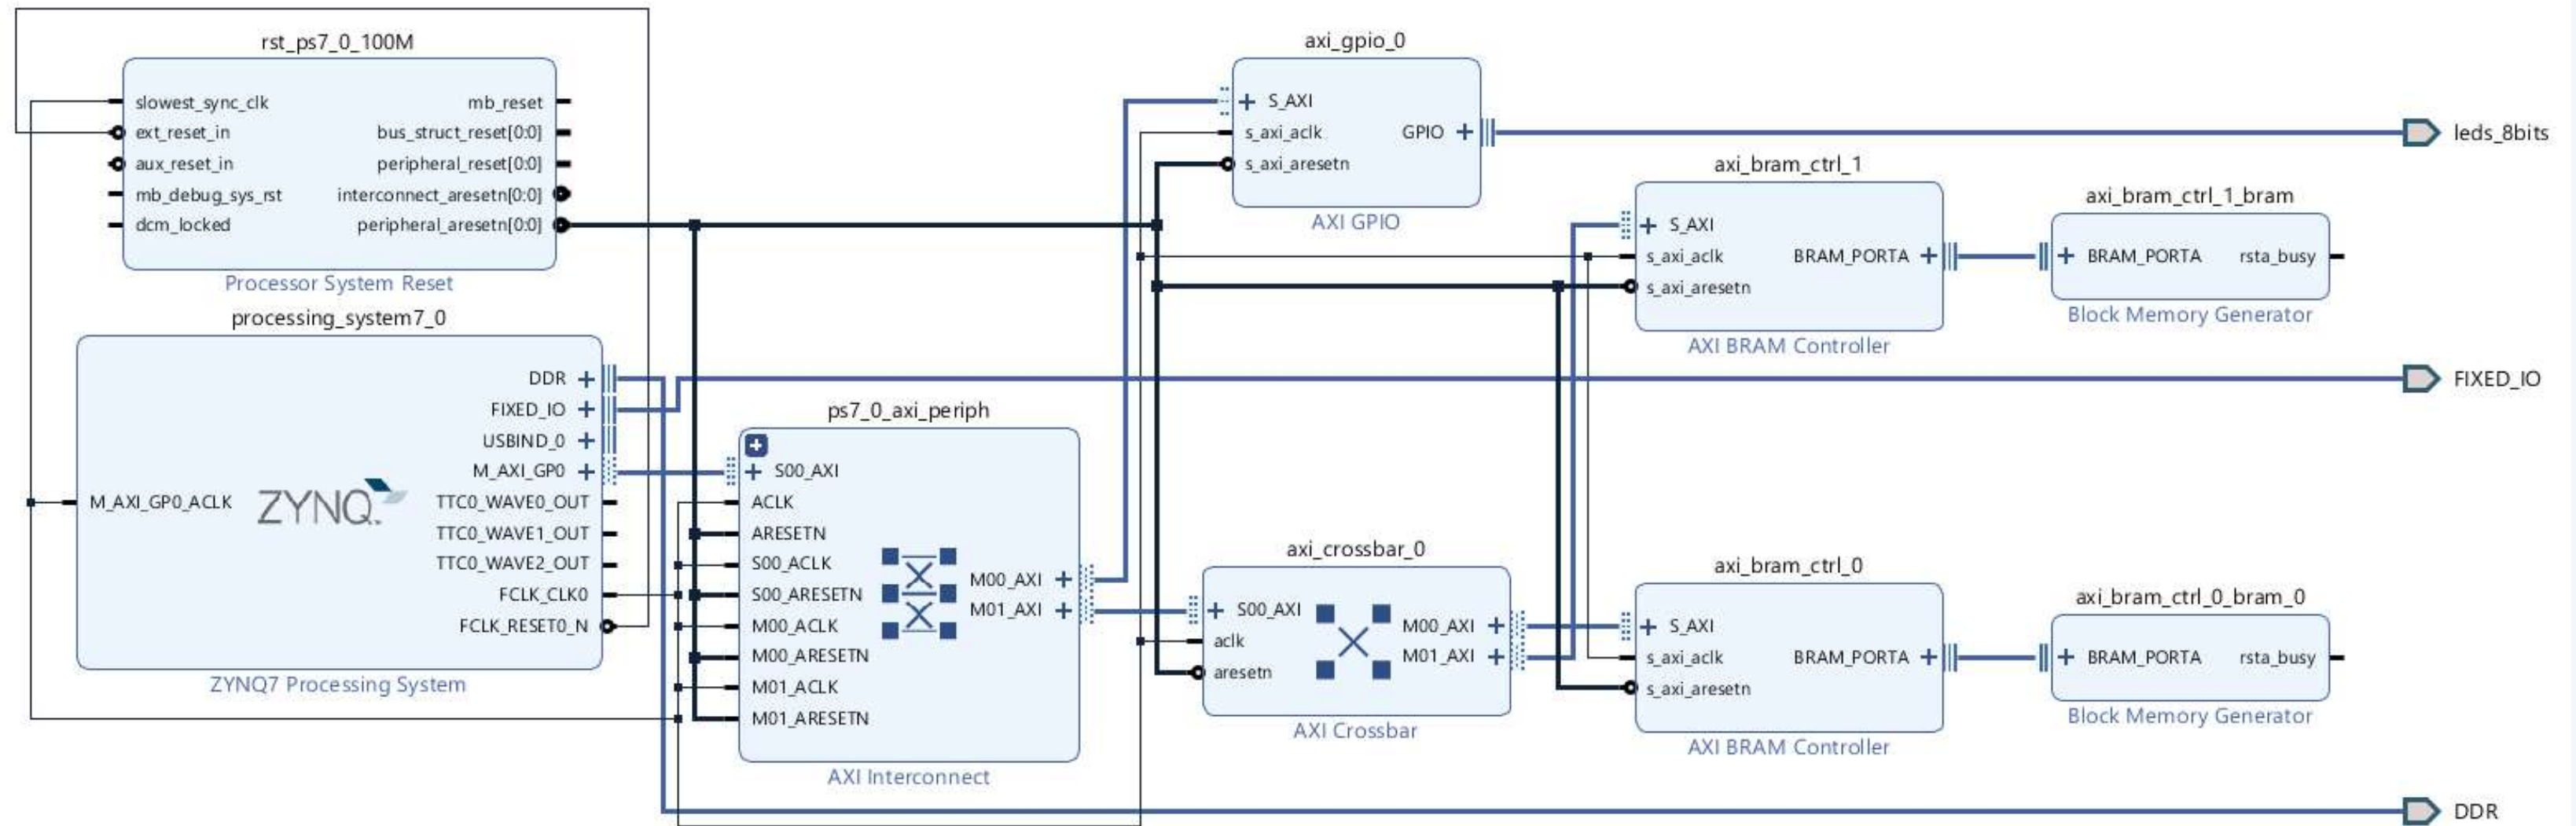 rst_ps7_0_100M
slowest_sync_clk
ext_reset_in
aux_reset_in
mb_debug_sys_rst
dcm_locked
mb_reset
bus_struct_reset[0:0]
peripheral_reset[0:0]
interconnect_aresetn[0:0]
peripheral_aresetn[0:0]
Processor System Reset
processing_system7_0
M_AXI_GP0_ACLK
ZYNQ.
DDR
FIXED_IO
USBIND_0
M_AXI_GP0
TTC0_WAVE0_OUT
TTC0_WAVE1_OUT
TTC0_WAVE2_OUT
FCLK_CLK0
FCLK_RESET0_N
ZYNQ7 Processing System
ps7_0_axi_periph
S00_AXI
ACLK
ARESETN
S00_ACLK
S00_ARESETN
M00_ACLK
M00_ARESETN
M01_ACLK
M01_ARESETN
M00_AXI
M01_AXI
AXI Interconnect
axi_gpio_0
S_AXI
s_axi_aclk
s_axi_aresetn
GPIO
AXI GPIO
axi_crossbar_0
S00_AXI
aclk
aresetn
M00_AXI
M01_AXI
AXI Crossbar
axi_bram_ctrl_1
S_AXI
s_axi_aclk
s_axi_aresetn
BRAM_PORTA
AXI BRAM Controller
axi_bram_ctrl_1_bram
BRAM_PORTA
rsta_busy
Block Memory Generator
axi_bram_ctrl_0
S_AXI
s_axi_aclk
s_axi_aresetn
BRAM_PORTA
AXI BRAM Controller
axi_bram_ctrl_0_bram_0
BRAM_PORTA
rsta_busy
Block Memory Generator
leds_8bits
FIXED_IO
DDR